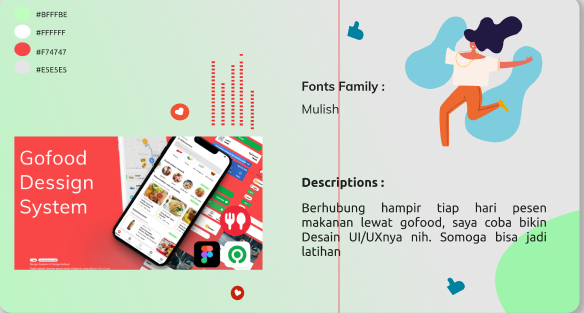 #BFFFBE
#FFFFFF
#F74747
#E5E5E5
Gofood
Dessign
System
Fonts Family :
Mulish
Descriptions :
Berhubung hampir tiap hari pesen
makanan lewat gofood, saya coba bikin
Desain UI/UXnya nih. Somoga bisa jadi
latihan